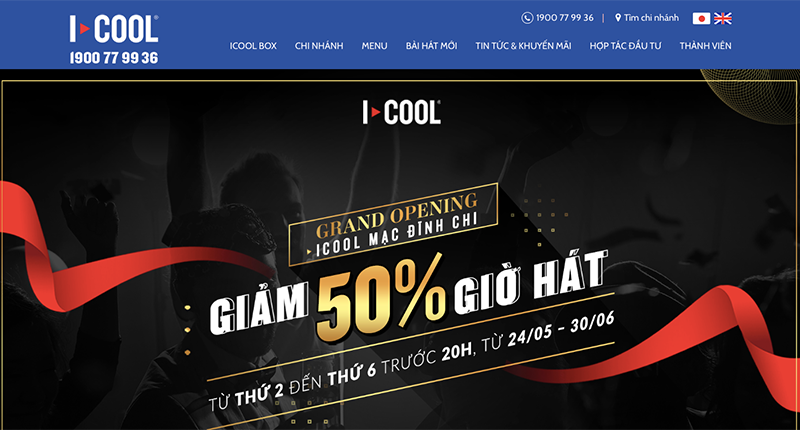 I COOL
1900 77 99 36
1900 77 99 36 | Tìm chi nhánh
ICOOL BOX CHI NHÁNH MENU BÀI HÁT MỚI TIN TỨC & KHUYẾN MÃI HỢP TÁC ĐẦU TƯ THÀNH VIÊN
I COOL
GRAND OPENING
ICOOL MẠC ĐĨNH CHI
GIẢM 50% GIỜ HÁT
TỪ THỨ 2 ĐẾN THỨ 6 TRƯỚC 20H, TỪ 24/05 – 30/06